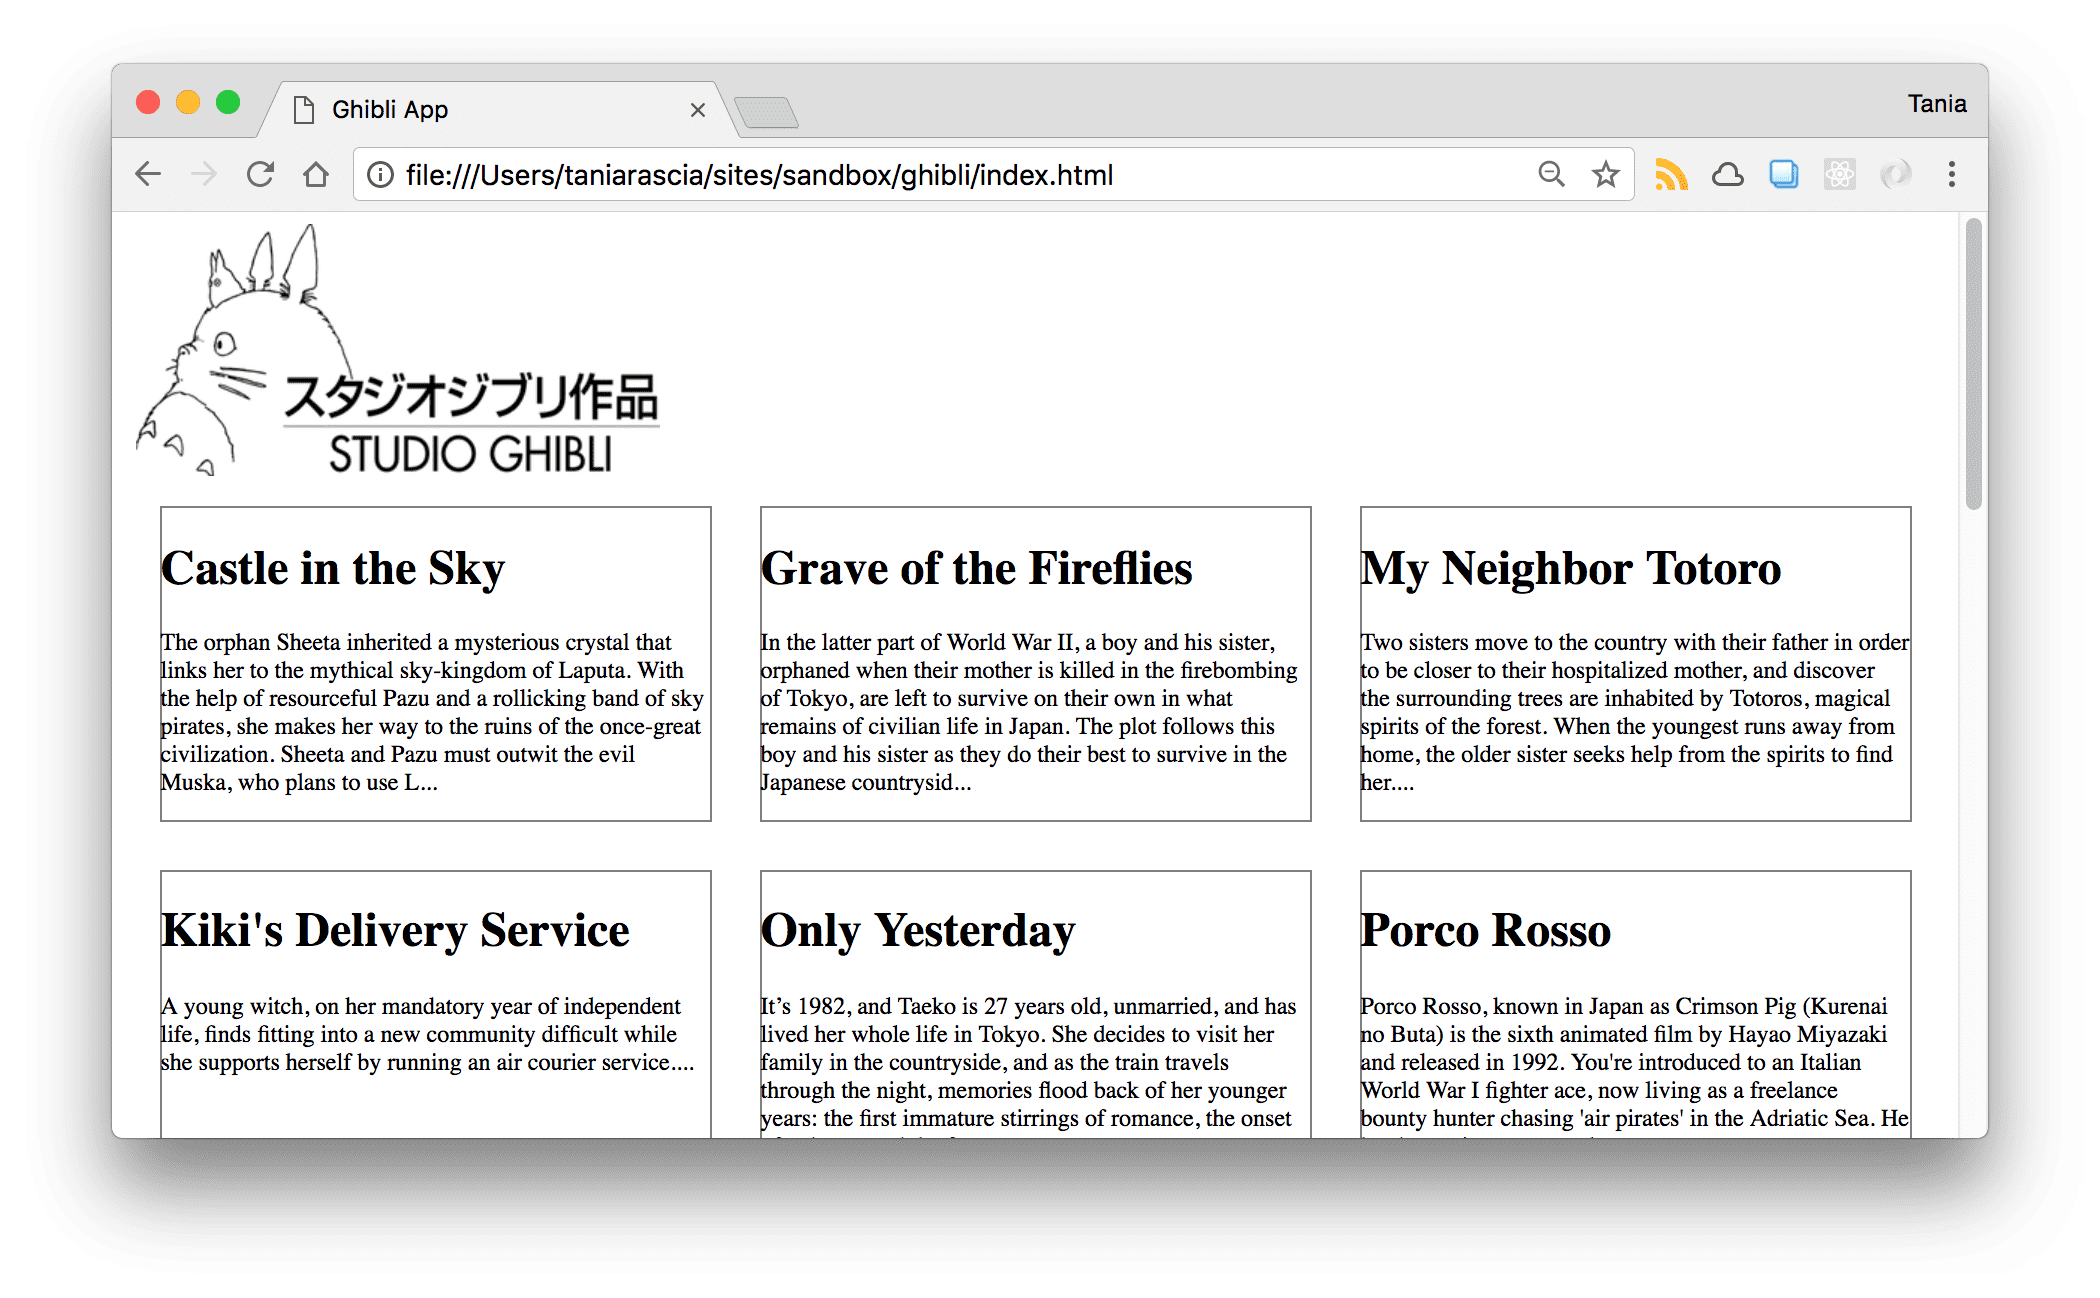 Ghibli App
Tania
file:///Users/taniarascia/sites/sandbox/ghibli/index.html
スタジオジブリ作品
STUDIO GHIBLI
Castle in the Sky
The orphan Sheeta inherited a mysterious crystal that
links her to the mythical sky-kingdom of Laputa. With
the help of resourceful Pazu and a rollicking band of sky
pirates, she makes her way to the ruins of the once-great
civilization. Sheeta and Pazu must outwit the evil
Muska, who plans to use L...
Grave of the Fireflies
In the latter part of World War II, a boy and his sister,
orphaned when their mother is killed in the firebombing
of Tokyo, are left to survive on their own in what
remains of civilian life in Japan. The plot follows this
boy and his sister as they do their best to survive in the
Japanese countrysid...
My Neighbor Totoro
Two sisters move to the country with their father in order
to be closer to their hospitalized mother, and discover
the surrounding trees are inhabited by Totoros, magical
spirits of the forest. When the youngest runs away from
home, the older sister seeks help from the spirits to find
her....
Kiki's Delivery Service
A young witch, on her mandatory year of independent
life, finds fitting into a new community difficult while
she supports herself by running an air courier service....
Only Yesterday
It’s 1982, and Taeko is 27 years old, unmarried, and has
lived her whole life in Tokyo. She decides to visit her
family in the countryside, and as the train travels
through the night, memories flood back of her younger
years: the first immature stirrings of romance, the onset
Porco Rosso
Porco Rosso, known in Japan as Crimson Pig (Kurenai
no Buta) is the sixth animated film by Hayao Miyazaki
and released in 1992. You're introduced to an Italian
World War I fighter ace, now living as a freelance
bounty hunter chasing 'air pirates' in the Adriatic Sea. He